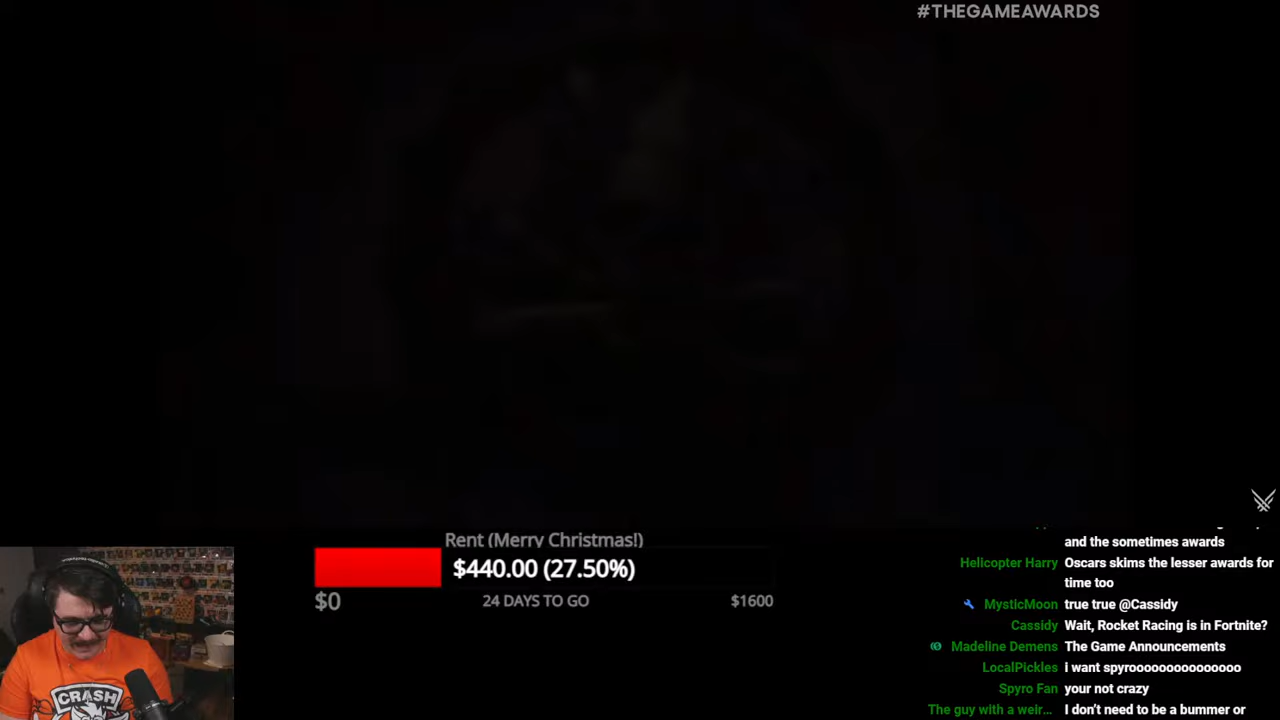 #THEGAMEAWARDS
Rent (Merry Christmas!)
$440.00 (27.50%)
$0
24 DAYS TO GO
$1600
and the sometimes awards
Helicopter Harry Oscars skims the lesser awards for
time too
MysticMoon true true @Cassidy
Cassidy Wait, Rocket Racing is in Fortnite?
Madeline Demens The Game Announcements
LocalPickles i want spyrooooooooooooooo
Spyro Fan your not crazy
The guy with a weir... I don't need to be a bummer or
CRASH